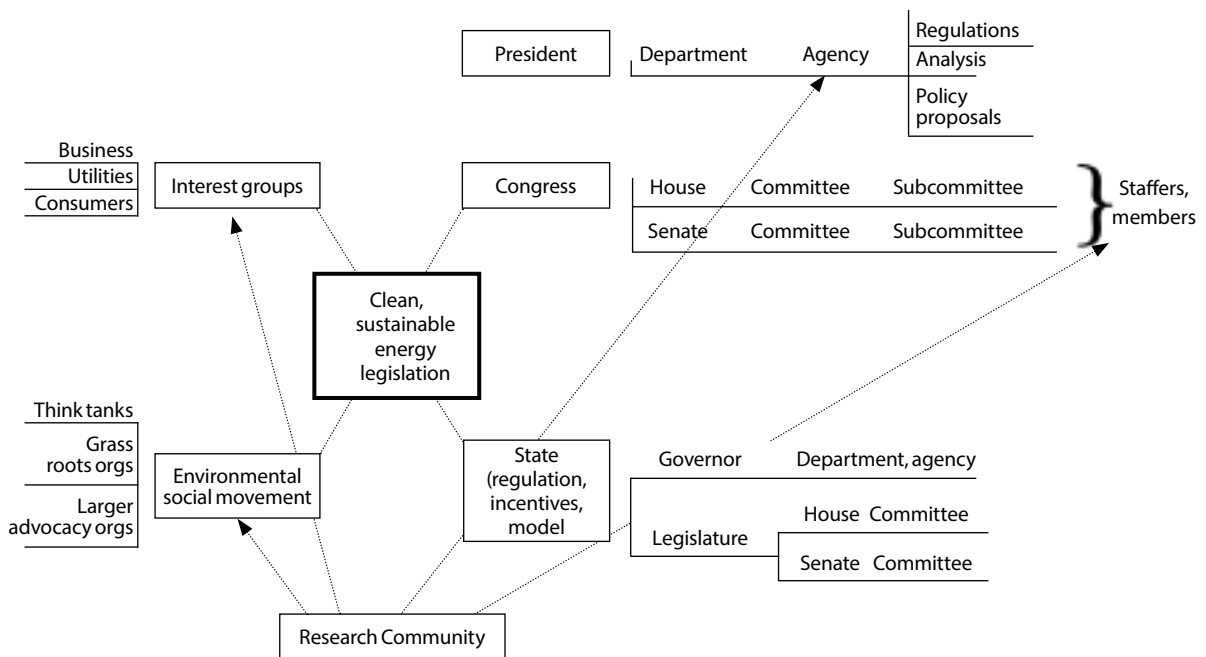 President
Department
Agency
Regulations
Analysis
Policy
proposals
Business
Utilities
Consumers
Interest groups
Congress
House
Committee
Subcommittee
Senate
Committee
Subcommittee
Staffers,
members
Clean,
sustainable
energy
legislation
Think tanks
Grass
roots orgs
Larger
advocacy orgs
Environmental
social movement
State
(regulation,
incentives,
model
Governor
Department, agency
Legislature
House Committee
Senate Committee
Research Community